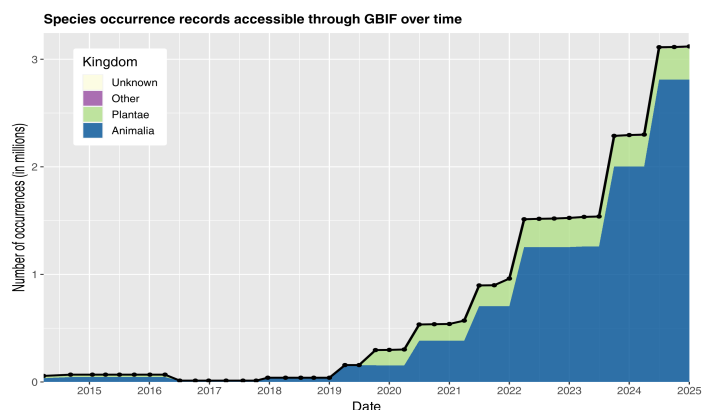 Species occurrence records accessible through GBIF over time
Number of occurrences (in millions)
3
2
1
0
Kingdom
Unknown
Other
Plantae
Animalia
2015 2016 2017 2018 2019 2020 2021 2022 2023 2024 2025
Date